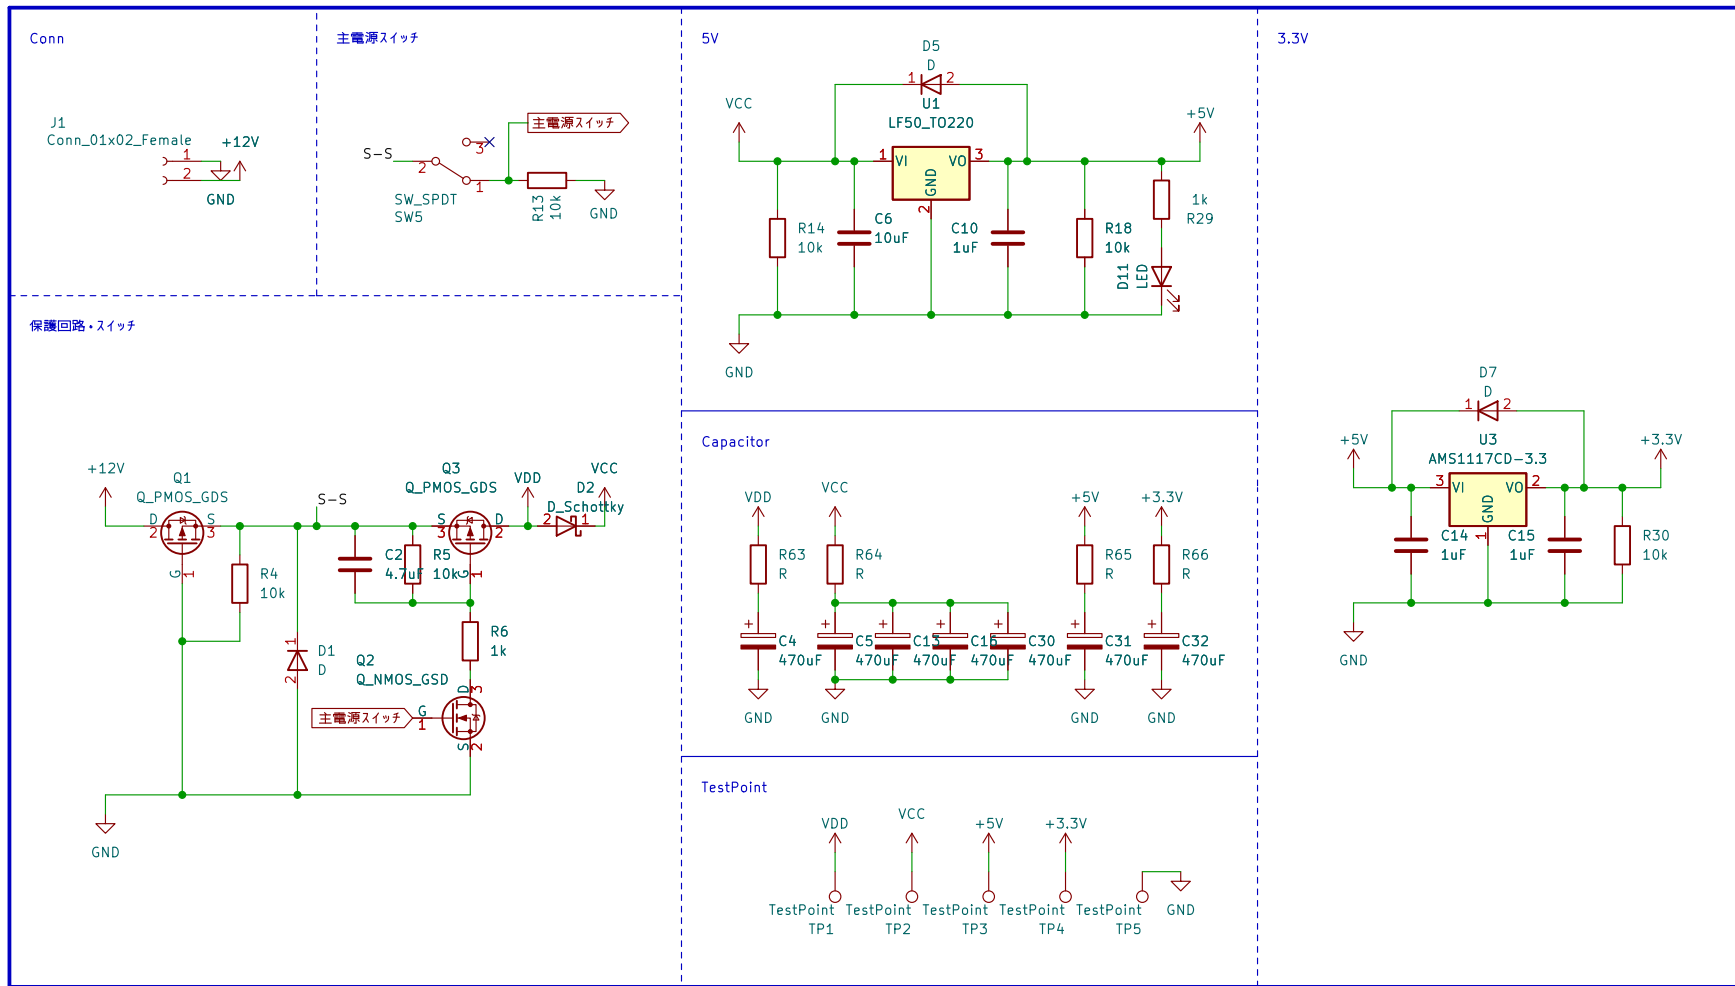 Conn
J1
Conn_01x02_Female
1
2
+12V
GND
主電源スイッチ
S-S
2
3
1
主電源スイッチ
SW_SPDT
SW5
R13
10k
GND
5V
D5
D
1
2
U1
LF50_TO220
VCC
+5V
1
VI
VO
3
GND
2
R14
10k
C6
10uF
C10
1uF
R18
10k
1k
R29
D11
LED
GND
3.3V
D7
D
1
2
U3
AMS1117CD-3.3
+5V
+3.3V
3
VI
VO
2
GND
1
C14
1uF
C15
1uF
R30
10k
GND
保護回路・スイッチ
+12V
Q1
Q_PMOS_GDS
D
2
S
3
G
1
R4
10k
S-S
D1
D
1
2
C2
4.7uF
R5
10k
Q3
Q_PMOS_GDS
S
3
D
2
G
1
VDD
VCC
D2
D_Schottky
2
1
R6
1k
Q2
Q_NMOS_GSD
主電源スイッチ
G
1
D
3
S
2
GND
Capacitor
VDD
VCC
+5V
+3.3V
R63
R
R64
R
R65
R
R66
R
+
C4
470uF
+
C5
470uF
+
C13
470uF
+
C16
470uF
+
C30
470uF
+
C31
470uF
+
C32
470uF
GND
GND
GND
GND
TestPoint
VDD
VCC
+5V
+3.3V
TestPoint
TP1
TestPoint
TP2
TestPoint
TP3
TestPoint
TP4
TestPoint
TP5
GND